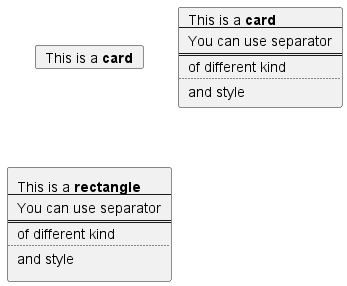 This is a card
This is a card
You can use separator
of different kind
and style
This is a rectangle
You can use separator
of different kind
and style